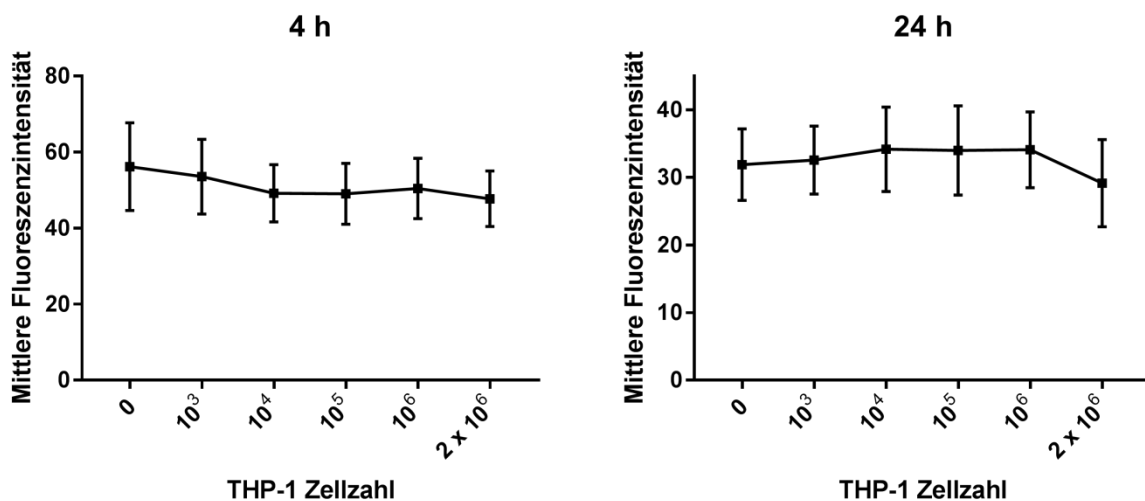 4 h
Mittlere Fluoreszenzintensität
80
60
40
20
0
0
10³
10⁴
10⁵
10⁶
2 x 10⁶
THP-1 Zellzahl
24 h
Mittlere Fluoreszenzintensität
40
30
20
10
0
0
10³
10⁴
10⁵
10⁶
2 x 10⁶
THP-1 Zellzahl